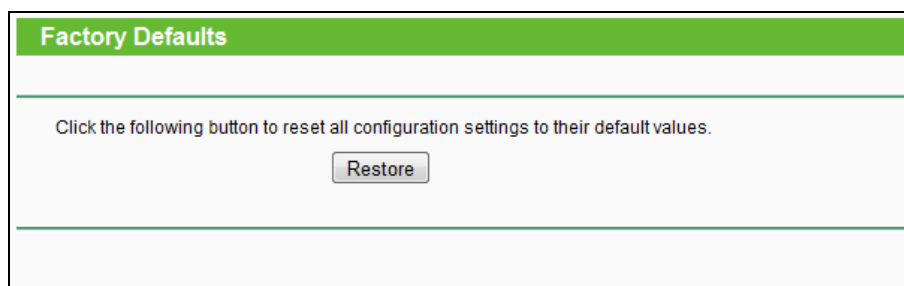 Factory Defaults
Click the following button to reset all configuration settings to their default values.
Restore